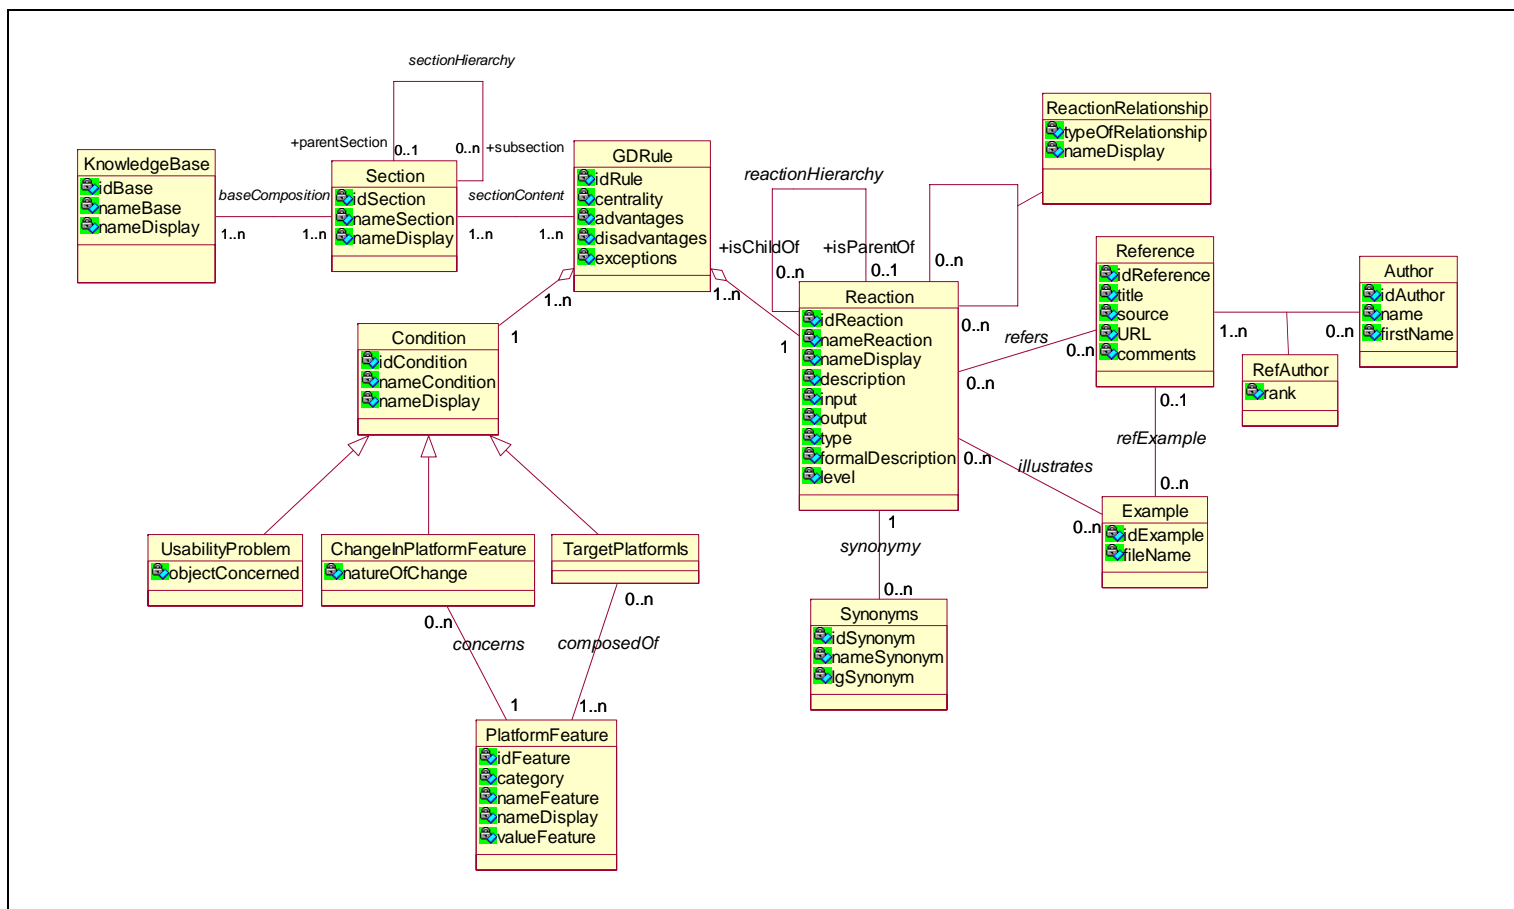 sectionHierarchy
+parentSection
0..1
0..n
+subsection
KnowledgeBase
idBase
nameBase
nameDisplay
baseComposition
1..n
1..n
Section
idSection
nameSection
nameDisplay
sectionContent
1..n
1..n
GDRule
idRule
centrality
advantages
disadvantages
exceptions
1..n
1
1..n
1
reactionHierarchy
+isChildOf
0..n
+isParentOf
0..1
0..n
0..n
ReactionRelationship
typeOfRelationship
nameDisplay
Reaction
idReaction
nameReaction
nameDisplay
description
input
output
type
formalDescription
level
refers
0..n
0..n
Reference
idReference
title
source
URL
comments
1..n
0..n
RefAuthor
rank
Author
idAuthor
name
firstName
0..1
refExample
0..n
0..n
illustrates
0..n
Example
idExample
fileName
Condition
idCondition
nameCondition
nameDisplay
UsabilityProblem
objectConcerned
ChangeInPlatformFeature
natureOfChange
TargetPlatformIs
0..n
concerns
1
0..n
composedOf
1..n
PlatformFeature
idFeature
category
nameFeature
nameDisplay
valueFeature
1
synonymy
0..n
Synonyms
idSynonym
nameSynonym
lgSynonym